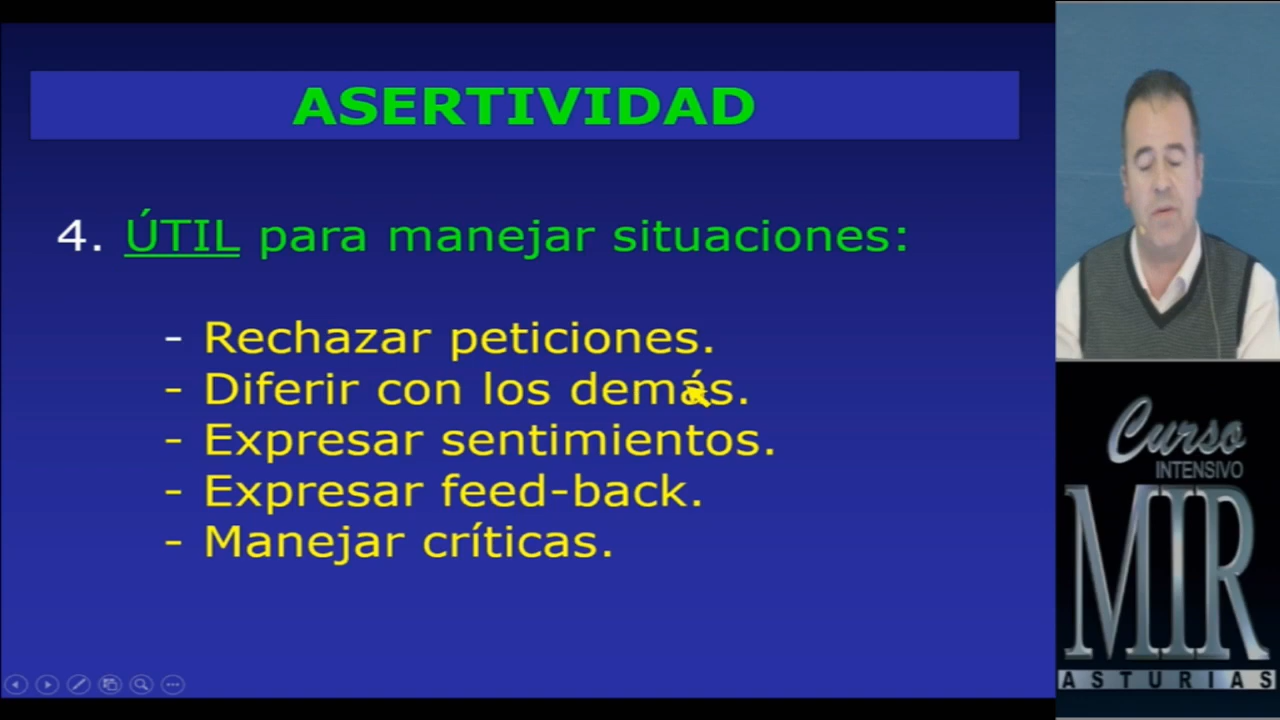 ASERTIVIDAD
4. ÚTIL para manejar situaciones:
- Rechazar peticiones.
- Diferir con los demás.
- Expresar sentimientos.
- Expresar feed-back.
- Manejar críticas.
Curso
INTENSIVO
MIR
ASTURIAS